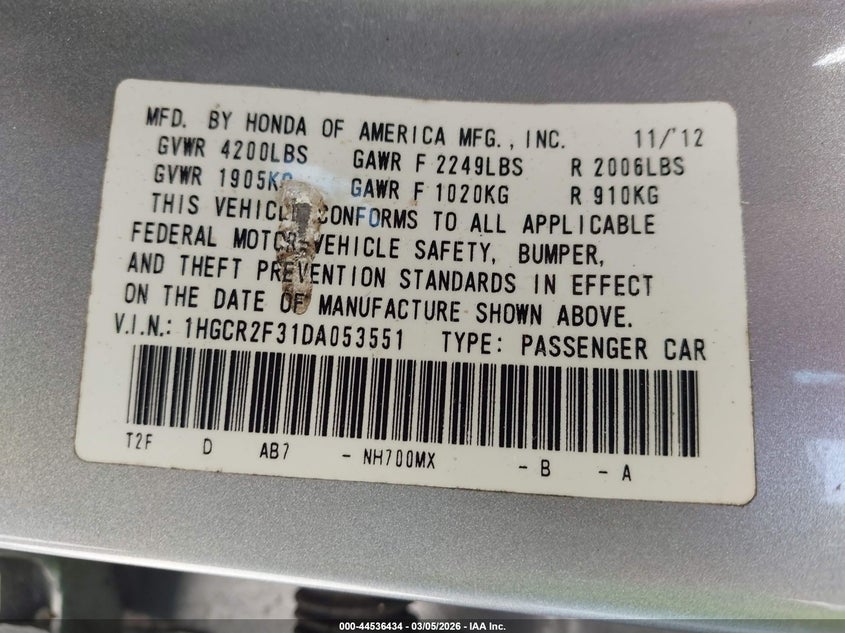 MFD. BY HONDA OF AMERICA MFG., INC. 11/'12
GVWR 4200LBS GAWR F 2249LBS R 2006LBS
GVWR 1905KG GAWR F 1020KG R 910KG
THIS VEHICLE CONFORMS TO ALL APPLICABLE
FEDERAL MOTOR VEHICLE SAFETY, BUMPER,
AND THEFT PREVENTION STANDARDS IN EFFECT
ON THE DATE OF MANUFACTURE SHOWN ABOVE.
V.I.N.: 1HGCR2F31DA053551 TYPE: PASSENGER CAR
T2F D AB7 - NH700MX - B - A
000-44536434 - 03/05/2026 - IAA Inc.